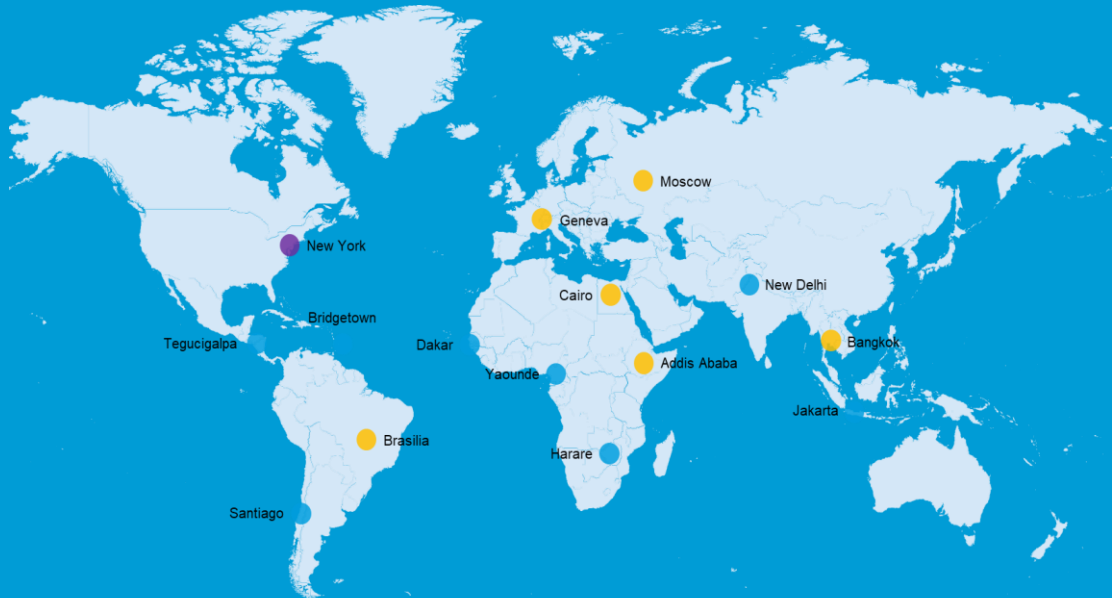 Moscow
Geneva
New York
New Delhi
Cairo
Bridgetown
Tegucigalpa
Dakar
Bangkok
Addis Ababa
Yaounde
Jakarta
Brasilia
Harare
Santiago